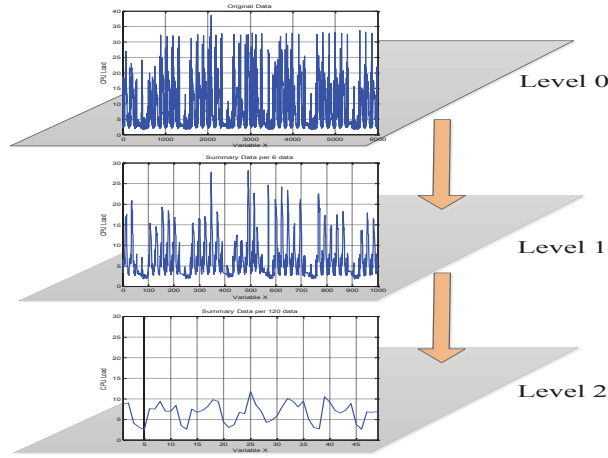 Original Data
40
35
30
25
20
15
10
5
0
CPU Load
0 1000 2000 3000 4000 5000 6000
Variable X
Level 0
Summary Data per 6 data
30
25
20
15
10
5
0
CPU Load
0 100 200 300 400 500 600 700 800 900 1000
Variable X
Level 1
Summary Data per 120 data
30
25
20
15
10
5
0
CPU Load
5 10 15 20 25 30 35 40 45
Variable X
Level 2